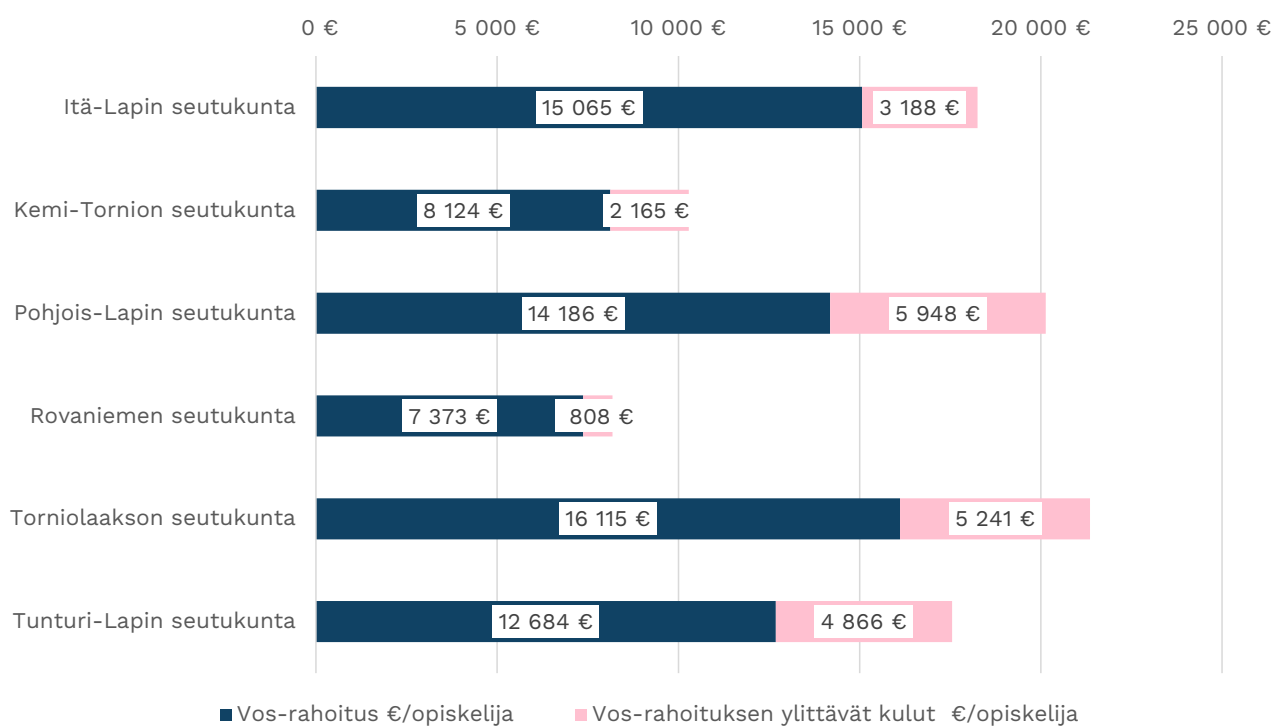 0 € 5 000 € 10 000 € 15 000 € 20 000 € 25 000 €
Itä-Lapin seutukunta 15 065 € 3 188 €
Kemi-Tornion seutukunta 8 124 € 2 165 €
Pohjois-Lapin seutukunta 14 186 € 5 948 €
Rovaniemen seutukunta 7 373 € 808 €
Torniolaakson seutukunta 16 115 € 5 241 €
Tunturi-Lapin seutukunta 12 684 € 4 866 €
Vos-rahoitus €/opiskelija Vos-rahoituksen ylittävät kulut €/opiskelija